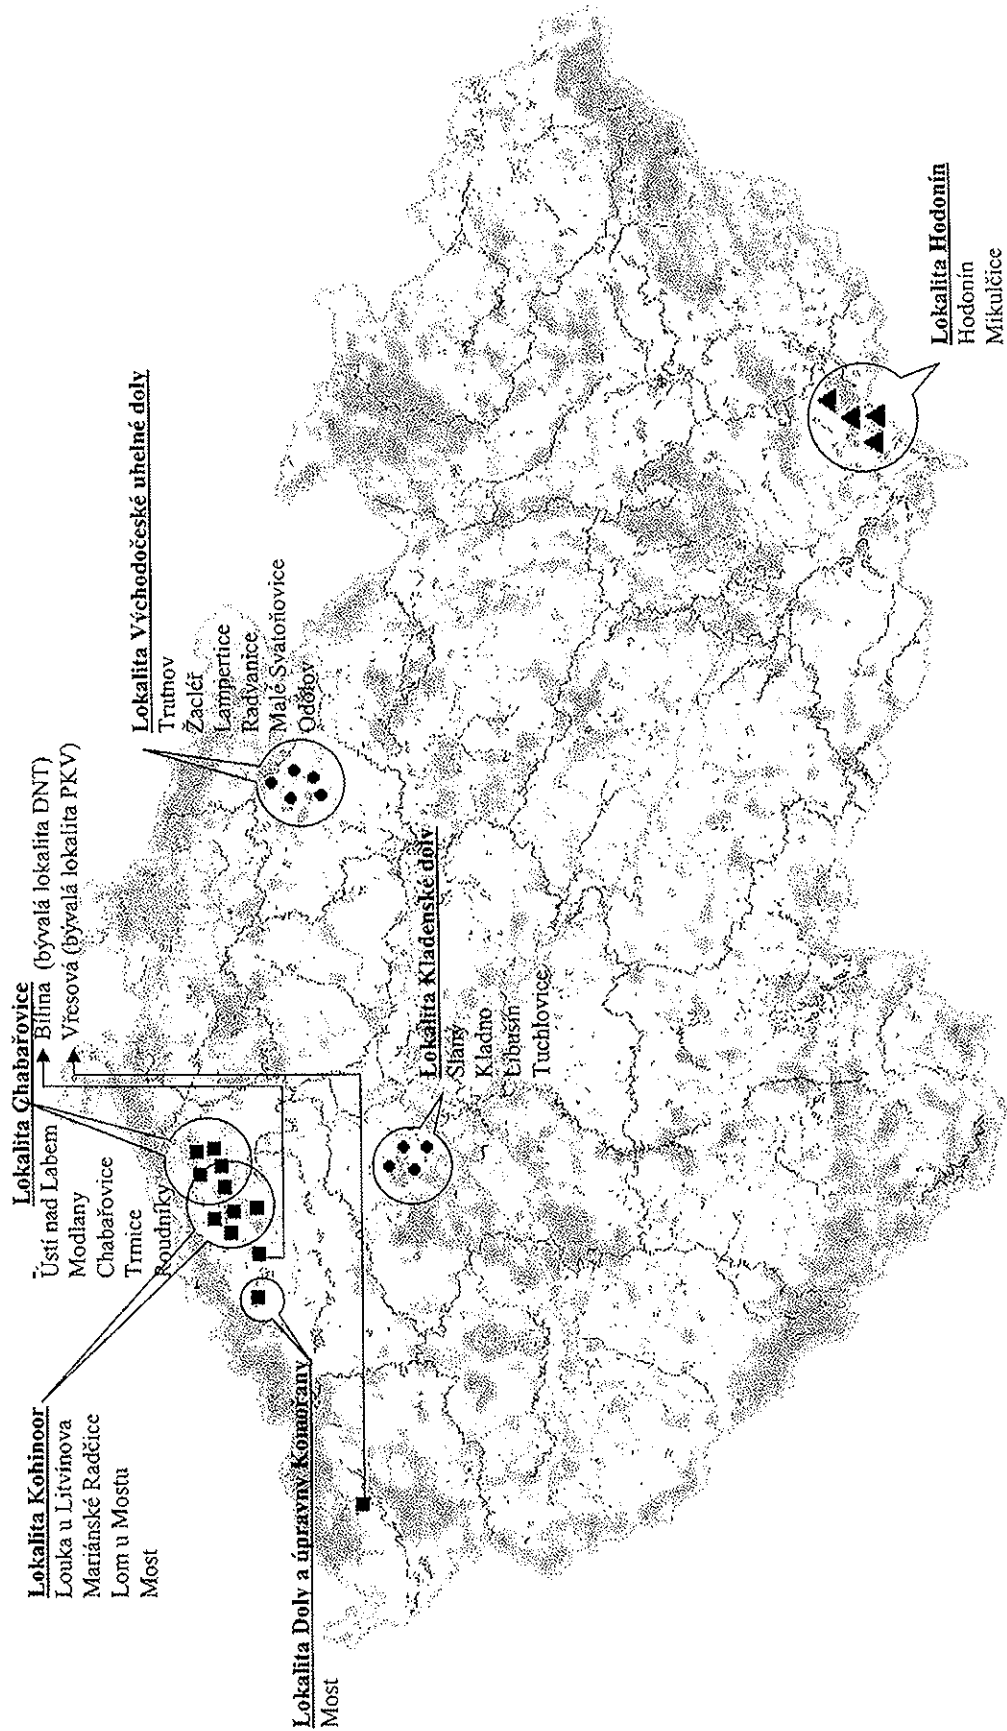 Lokalita Kohinoor
Louka u Litvínova
Mariánské Radčice
Lom u Mostu
Most
Lokalita Chabařovice
Ústí nad Labem
Modlany
Chabařovice
Trmice
Roudníky
Bílina (bývalá lokalita DNT)
Vřesová (bývalá lokalita PKV)
Lokalita Východočeské uhelné doly
Trutnov
Žacléř
Lampertice
Radvanice
Malé Svatoňovice
Odolov
Lokalita Doly a úpravny Komořany
Most
Lokalita Kladenské doly
Slaný
Kladno
Libušín
Tuchlovice
Lokalita Hodonín
Hodonín
Mikulčice